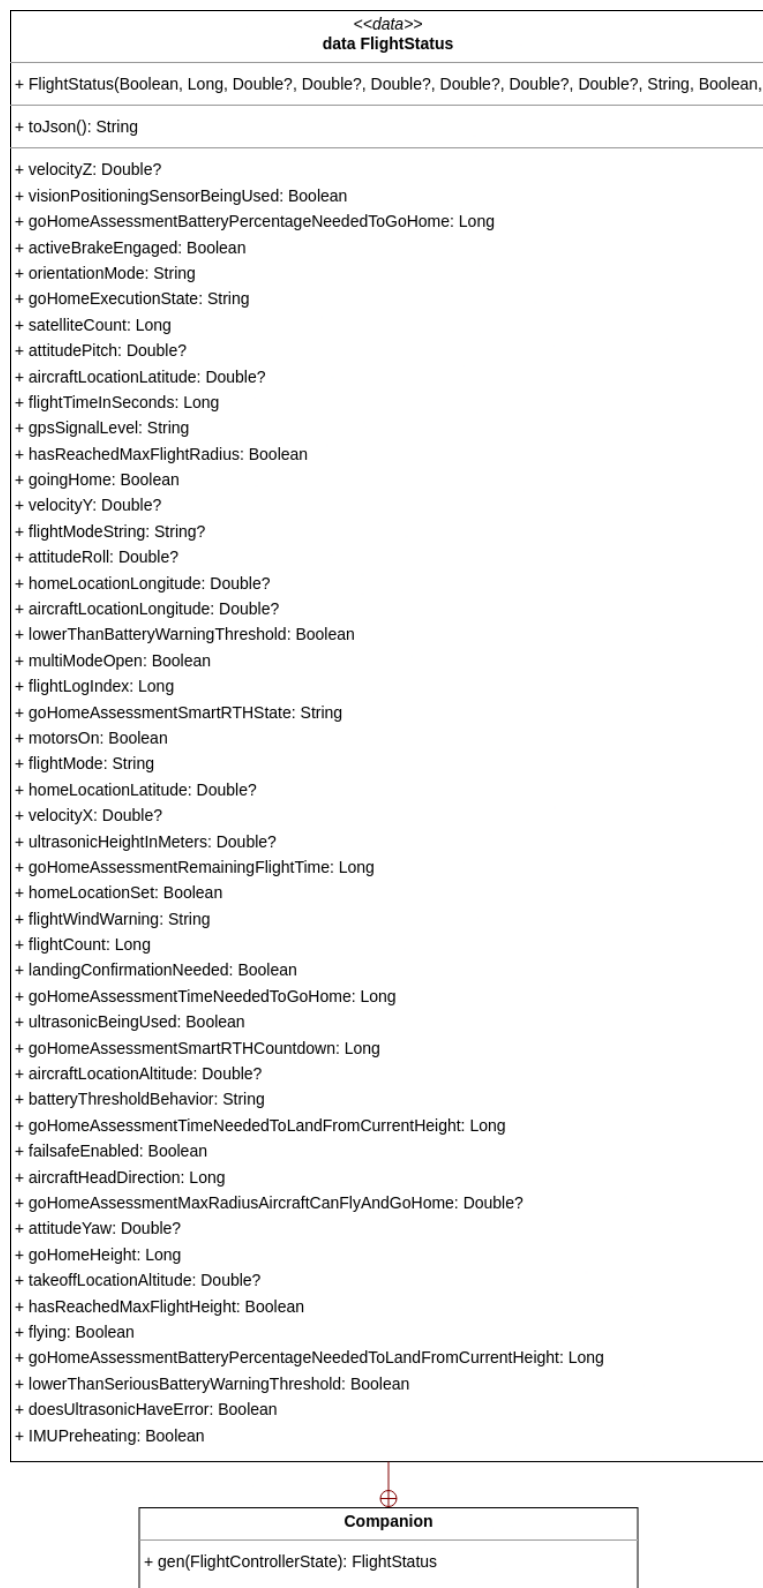 <<data>>
data FlightStatus
+ FlightStatus(Boolean, Long, Double?, Double?, Double?, Double?, Double?, Double?, String, Boolean,
+ toJson(): String
+ velocityZ: Double?
+ visionPositioningSensorBeingUsed: Boolean
+ goHomeAssessmentBatteryPercentageNeededToGoHome: Long
+ activeBrakeEngaged: Boolean
+ orientationMode: String
+ goHomeExecutionState: String
+ satelliteCount: Long
+ attitudePitch: Double?
+ aircraftLocationLatitude: Double?
+ flightTimeInSeconds: Long
+ gpsSignalLevel: String
+ hasReachedMaxFlightRadius: Boolean
+ goingHome: Boolean
+ velocityY: Double?
+ flightModeString: String?
+ attitudeRoll: Double?
+ homeLocationLongitude: Double?
+ aircraftLocationLongitude: Double?
+ lowerThanBatteryWarningThreshold: Boolean
+ multiModeOpen: Boolean
+ flightLogIndex: Long
+ goHomeAssessmentSmartRTHState: String
+ motorsOn: Boolean
+ flightMode: String
+ homeLocationLatitude: Double?
+ velocityX: Double?
+ ultrasonicHeightInMeters: Double?
+ goHomeAssessmentRemainingFlightTime: Long
+ homeLocationSet: Boolean
+ flightWindWarning: String
+ flightCount: Long
+ landingConfirmationNeeded: Boolean
+ goHomeAssessmentTimeNeededToGoHome: Long
+ ultrasonicBeingUsed: Boolean
+ goHomeAssessmentSmartRTHCountdown: Long
+ aircraftLocationAltitude: Double?
+ batteryThresholdBehavior: String
+ goHomeAssessmentTimeNeededToLandFromCurrentHeight: Long
+ failsafeEnabled: Boolean
+ aircraftHeadDirection: Long
+ goHomeAssessmentMaxRadiusAircraftCanFlyAndGoHome: Double?
+ attitudeYaw: Double?
+ goHomeHeight: Long
+ takeoffLocationAltitude: Double?
+ hasReachedMaxFlightHeight: Boolean
+ flying: Boolean
+ goHomeAssessmentBatteryPercentageNeededToLandFromCurrentHeight: Long
+ lowerThanSeriousBatteryWarningThreshold: Boolean
+ doesUltrasonicHaveError: Boolean
+ IMUPreheating: Boolean
Companion
+ gen(FlightControllerState): FlightStatus